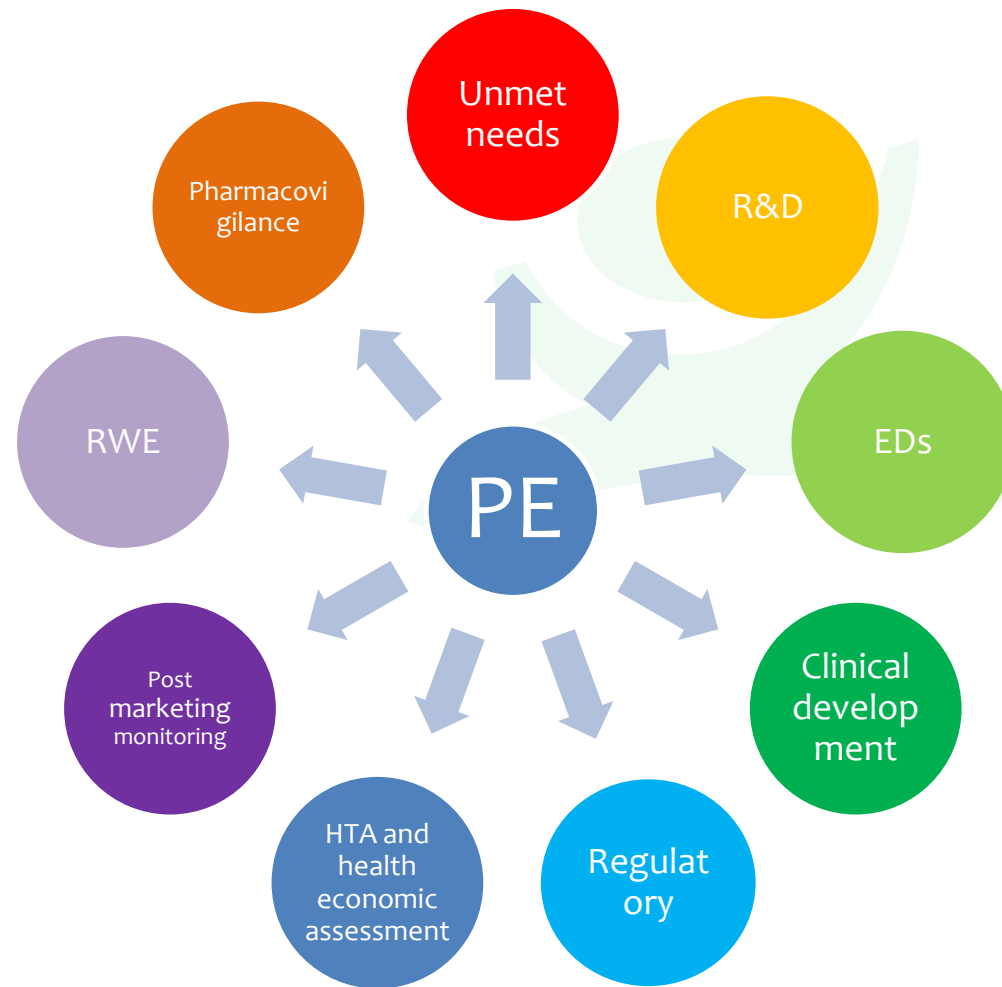 Unmet
needs
R&D
EDs
Clinical
develop
ment
Regulat
ory
HTA and
health
economic
assessment
Post
marketing
monitoring
RWE
Pharmacovi
gilance
PE